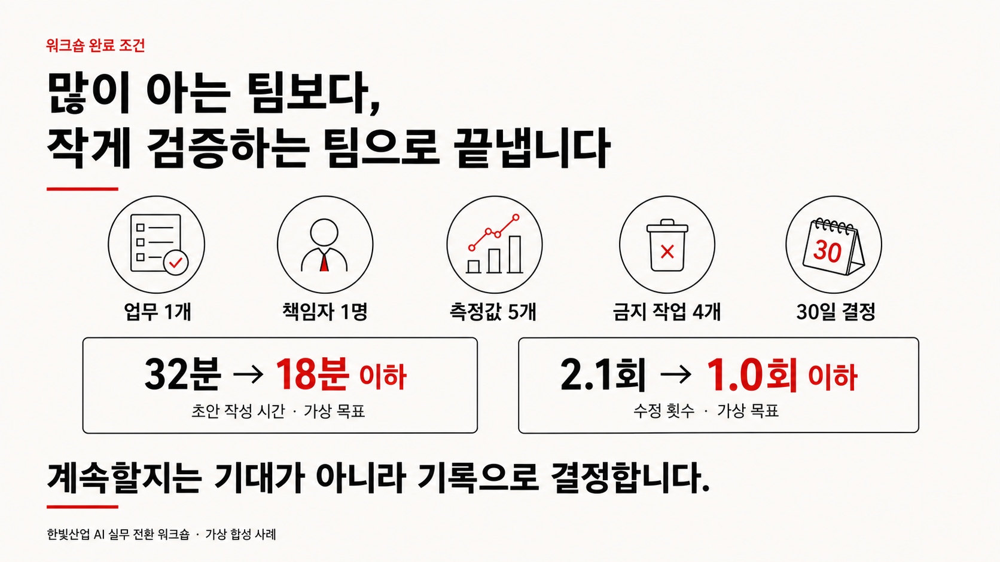 워크숍 완료 조건
많이 아는 팀보다,
작게 검증하는 팀으로 끝냅니다
30
업무 1개
책임자 1명
측정값 5개
금지 작업 4개
30일 결정
32분 → 18분 이하
초안 작성 시간 · 가상 목표
2.1회 → 1.0회 이하
수정 횟수 · 가상 목표
계속할지는 기대가 아니라 기록으로 결정합니다.
한빛산업 AI 실무 전환 워크숍 · 가상 합성 사례